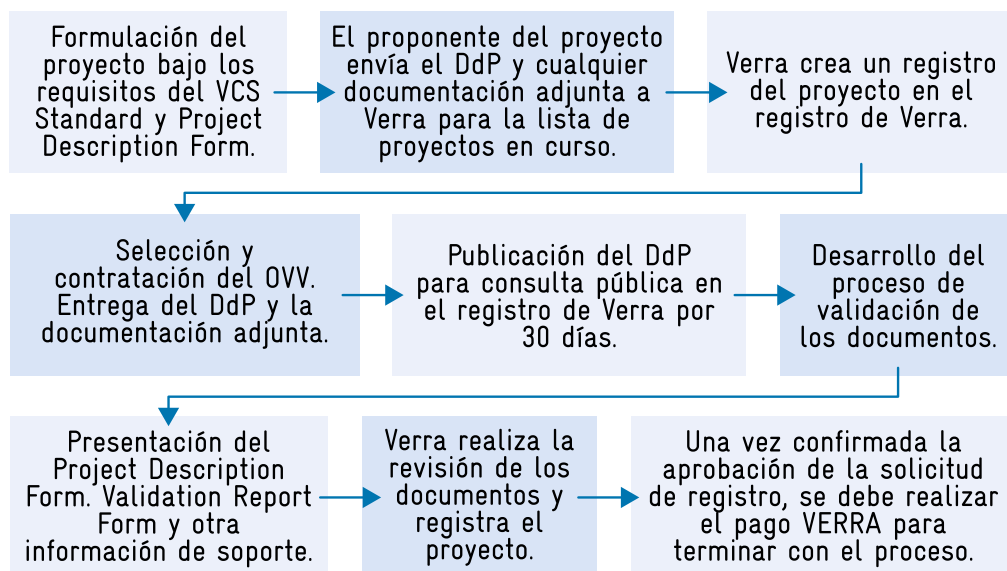 Formulación del
proyecto bajo los
requisitos del VCS
Standard y Project
Description Form.
El proponente del proyecto
envía el DdP y cualquier
documentación adjunta a
Verra para la lista de
proyectos en curso.
Verra crea un registro
del proyecto en el
registro de Verra.
Selección y
contratación del OVV.
Entrega del DdP y la
documentación adjunta.
Publicación del DdP
para consulta pública en
el registro de Verra por
30 días.
Desarrollo del
proceso de
validación de
los documentos.
Presentación del
Project Description
Form. Validation Report
Form y otra
información de soporte.
Verra realiza la
revisión de los
documentos y
registra el
proyecto.
Una vez confirmada la
aprobación de la solicitud
de registro, se debe realizar
el pago VERRA para
terminar con el proceso.